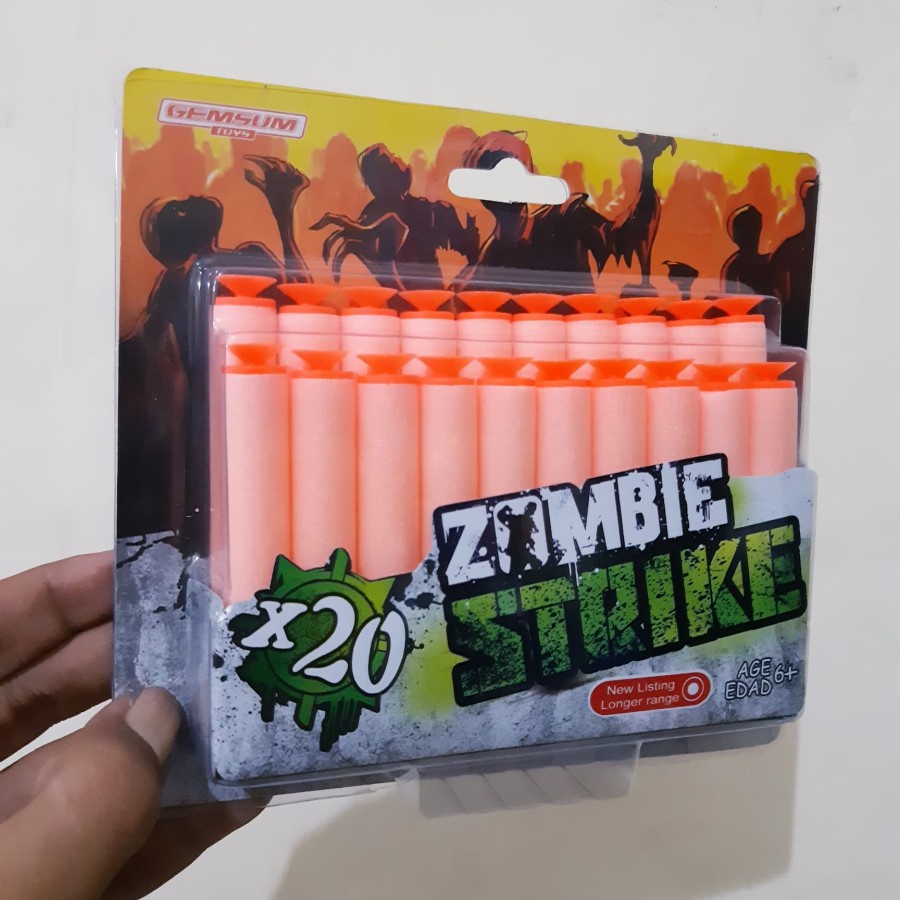 GEMSUM
TOYS
ZOMBIE
STRIKE
x20
New Listing
Longer range
AGE
EDAD 6+